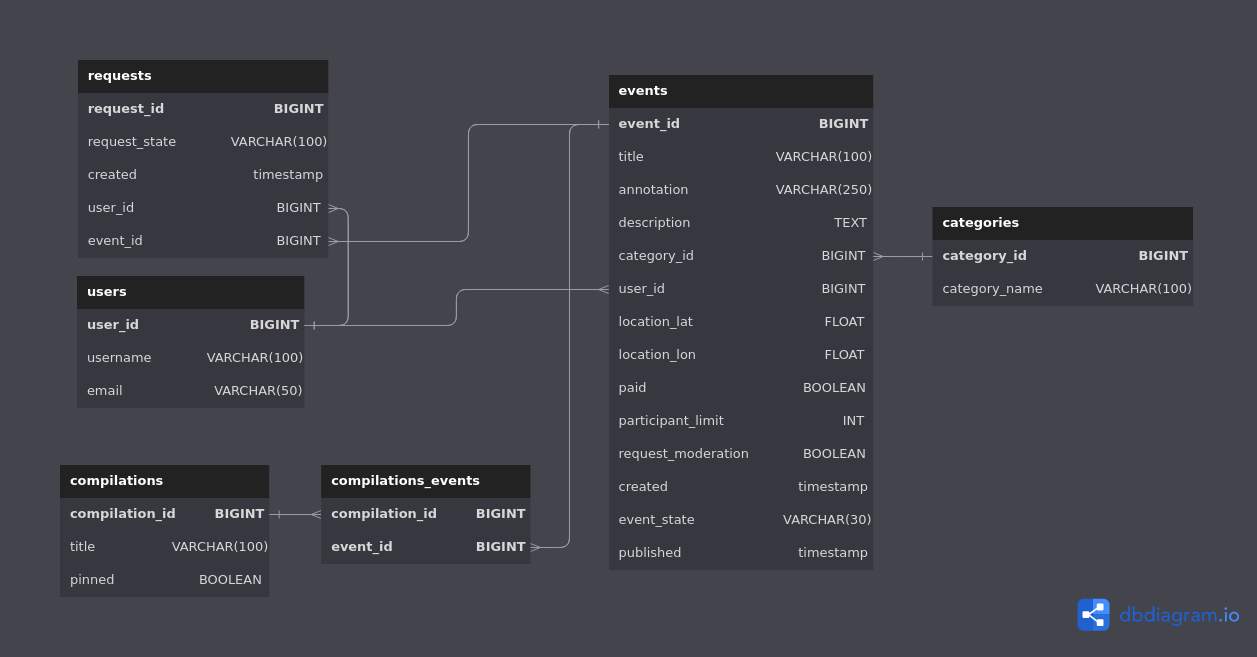 requests
request_id BIGINT
request_state VARCHAR(100)
created timestamp
user_id BIGINT
event_id BIGINT
users
user_id BIGINT
username VARCHAR(100)
email VARCHAR(50)
compilations
compilation_id BIGINT
title VARCHAR(100)
pinned BOOLEAN
compilations_events
compilation_id BIGINT
event_id BIGINT
events
event_id BIGINT
title VARCHAR(100)
annotation VARCHAR(250)
description TEXT
category_id BIGINT
user_id BIGINT
location_lat FLOAT
location_lon FLOAT
paid BOOLEAN
participant_limit INT
request_moderation BOOLEAN
created timestamp
event_state VARCHAR(30)
published timestamp
categories
category_id BIGINT
category_name VARCHAR(100)
dbdiagram.io